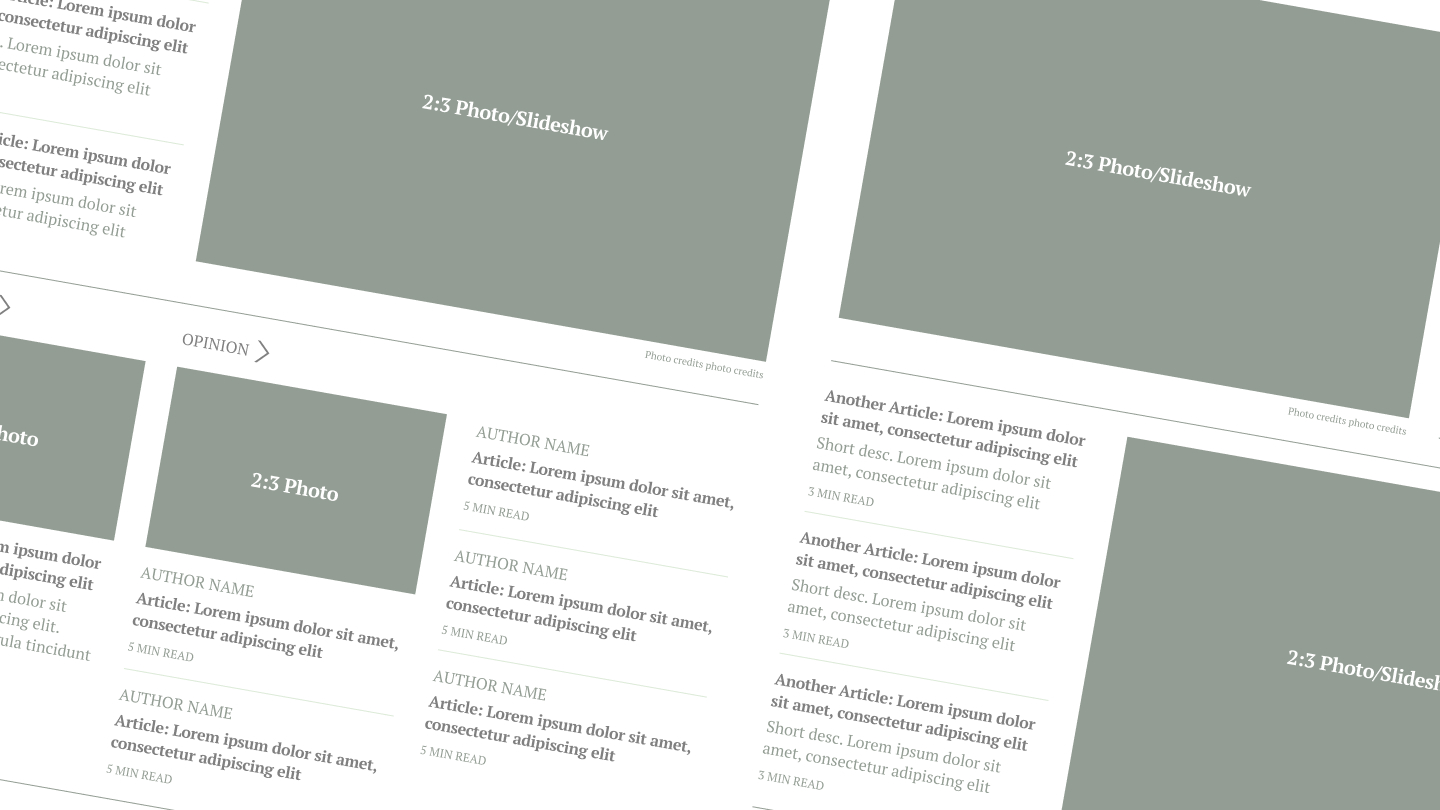 Lorem ipsum dolor
consectetur adipiscing elit
. Lorem ipsum dolor sit
adipiscing elit
Lorem ipsum dolor
adipiscing elit
ipsum dolor sit
adipiscing elit
2:3 Photo/Slideshow
Photo credits photo credits
ipsum dolor
elit
dolor sit
elit.
tincidunt
OPINION
2:3 Photo
AUTHOR NAME
Article: Lorem ipsum dolor sit amet,
consectetur adipiscing elit
5 MIN READ
AUTHOR NAME
Article: Lorem ipsum dolor sit amet,
consectetur adipiscing elit
5 MIN READ
AUTHOR NAME
Article: Lorem ipsum dolor sit amet,
consectetur adipiscing elit
5 MIN READ
AUTHOR NAME
Article: Lorem ipsum dolor sit amet,
consectetur adipiscing elit
5 MIN READ
AUTHOR NAME
Article: Lorem ipsum dolor sit amet,
consectetur adipiscing elit
5 MIN READ
2:3 Photo/Slideshow
Photo credits photo credits
Another Article: Lorem ipsum dolor
sit amet, consectetur adipiscing elit
Short desc. Lorem ipsum dolor sit
amet, consectetur adipiscing elit
3 MIN READ
Another Article: Lorem ipsum dolor
sit amet, consectetur adipiscing elit
Short desc. Lorem ipsum dolor sit
amet, consectetur adipiscing elit
3 MIN READ
Another Article: Lorem ipsum dolor
sit amet, consectetur adipiscing elit
Short desc. Lorem ipsum dolor sit
amet, consectetur adipiscing elit
3 MIN READ
2:3 Photo/Slidesh